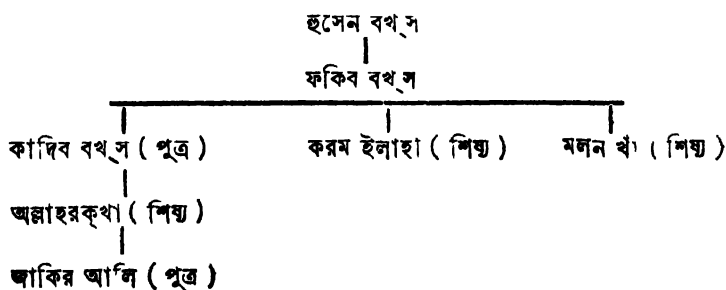 হুসেন বখ্‌স
ফকিব বখ্‌স
কাদিব বখ্‌স ( পুত্র ) করম ইলাহা ( শিষ্য ) মলন খাঁ ( শিষ্য )
অল্লাহরক্‌খা ( শিষ্য )
জাকির আলি ( পুত্র )